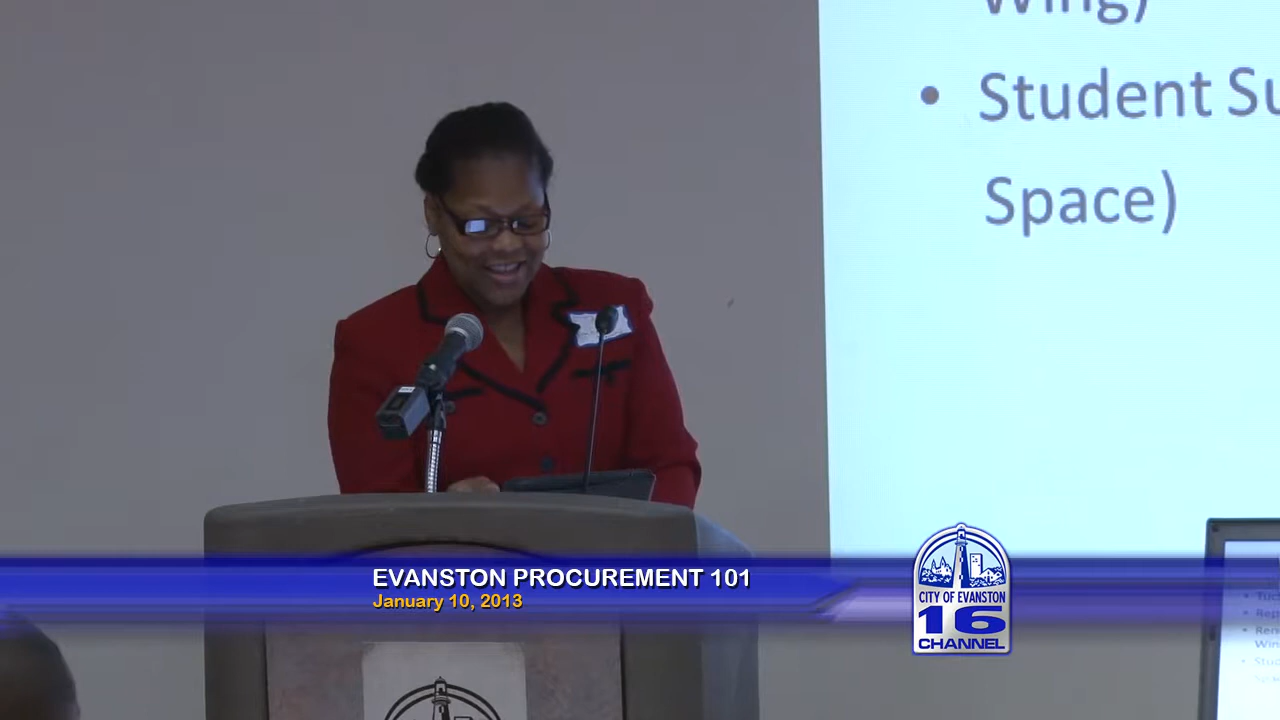 Wing)
• Student Su
Space)
EVANSTON PROCUREMENT 101
January 10, 2013
CITY OF EVANSTON
16
CHANNEL